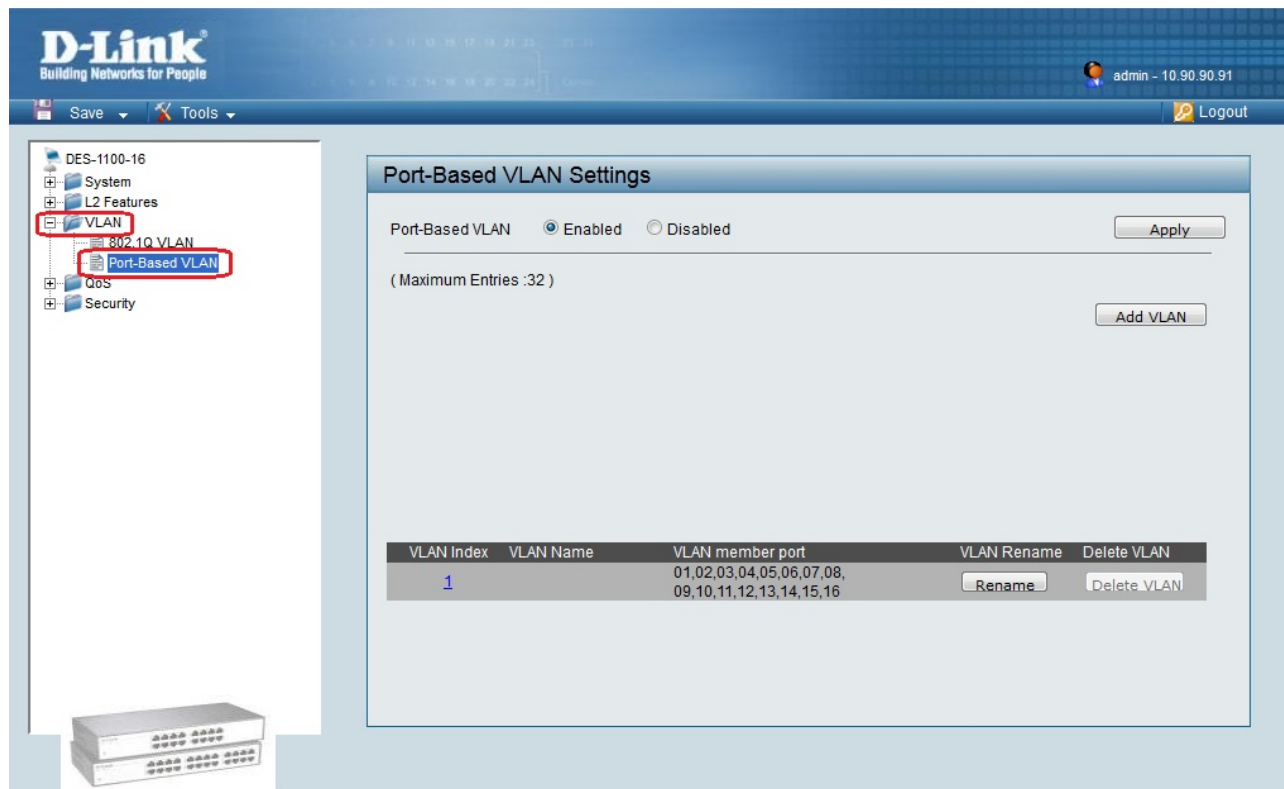 D-Link®
Building Networks for People
admin - 10.90.90.91
Save
Tools
Logout
DES-1100-16
System
L2 Features
VLAN
802.1Q VLAN
Port-Based VLAN
QoS
Security
Port-Based VLAN Settings
Port-Based VLAN Enabled Disabled
Apply
( Maximum Entries :32 )
Add VLAN
VLAN Index VLAN Name VLAN member port VLAN Rename Delete VLAN
01,02,03,04,05,06,07,08,
1 09,10,11,12,13,14,15,16 Rename Delete VLAN